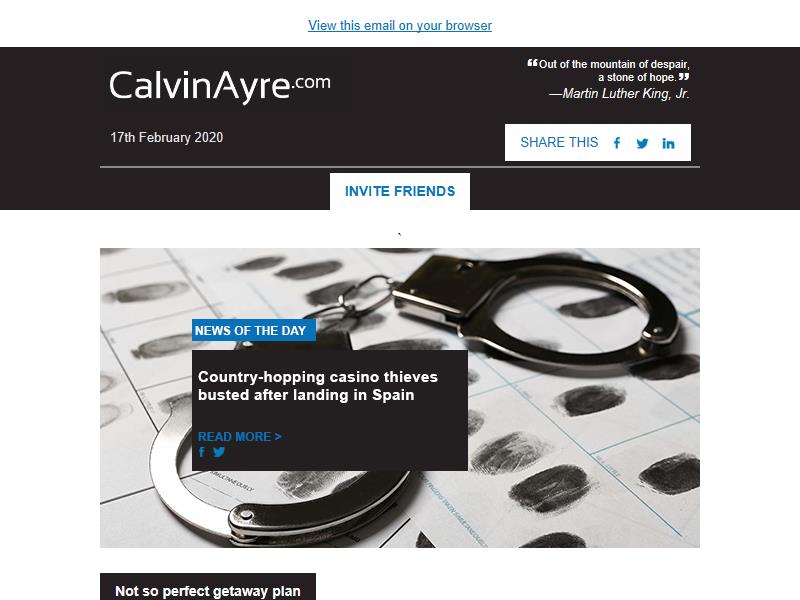 View this email on your browser
CalvinAyre.com
“Out of the mountain of despair,
a stone of hope.”
—Martin Luther King, Jr.
17th February 2020
SHARE THIS
INVITE FRIENDS
`
NEWS OF THE DAY
Country-hopping casino thieves
busted after landing in Spain
READ MORE >
SIMULTANEOUSLY
Not so perfect getaway plan